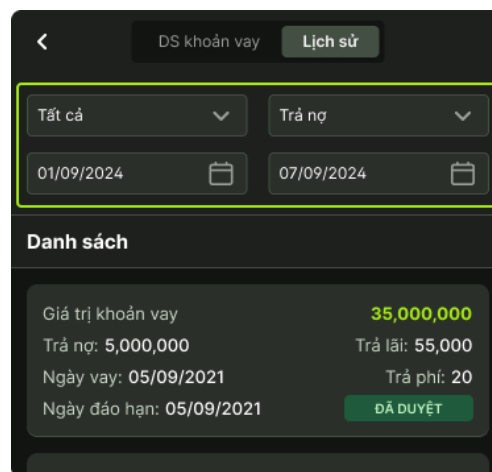 DS khoản vay Lịch sử
Tất cả Trả nợ
01/09/2024 07/09/2024
Danh sách
Giá trị khoản vay 35,000,000
Trả nợ: 5,000,000 Trả lãi: 55,000
Ngày vay: 05/09/2021 Trả phí: 20
Ngày đáo hạn: 05/09/2021 ĐÃ DUYỆT